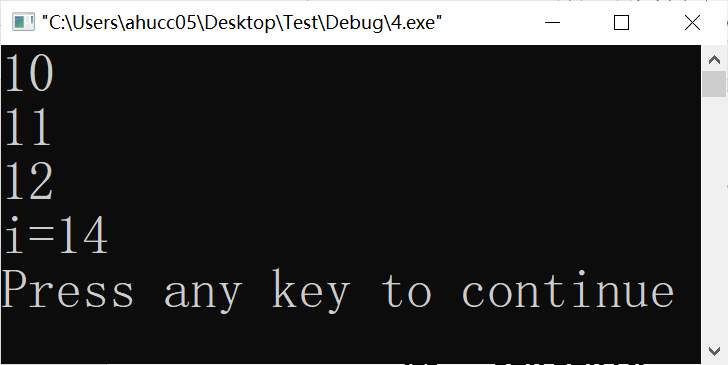 "C:\Users\ahucc05\Desktop\Test\Debug\4.exe"
10
11
12
i=14
Press any key to continue